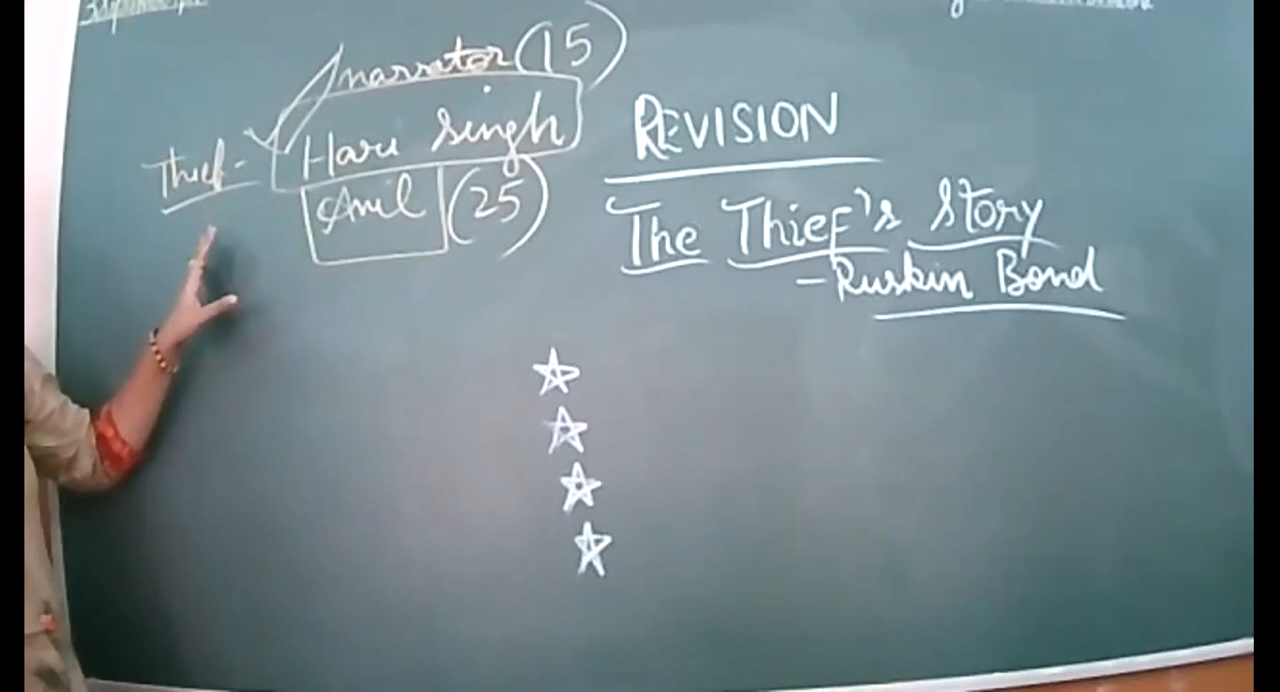 narrator (15)
Thief - Hari Singh
Anil (25)
REVISION
The Thief's Story
- Ruskin Bond